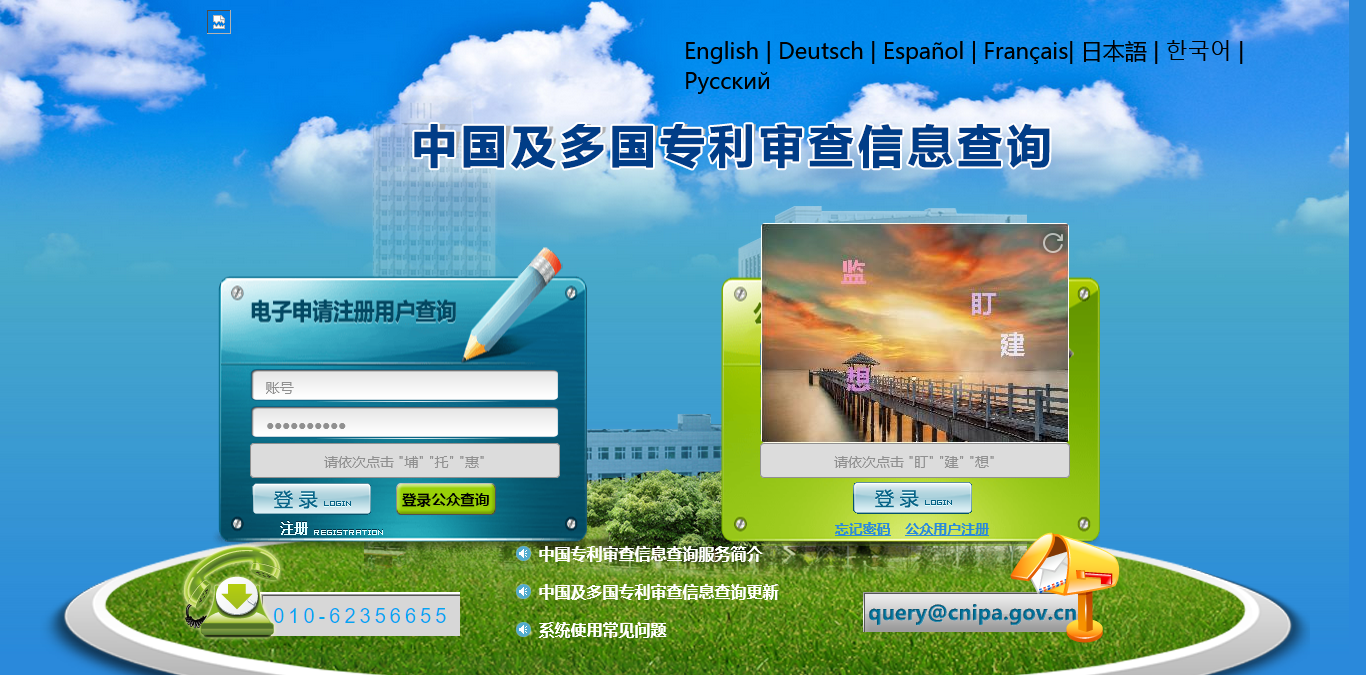 English | Deutsch | Español | Français| 日本語 | 한국어 |
Русский
中国及多国专利审查信息查询
电子申请注册用户查询
账号
请依次点击 "埔" "托" "惠"
登录 LOGIN
登录公众查询
注册 REGISTRATION
监
盯
建
想
请依次点击 "盯" "建" "想"
登录 LOGIN
忘记密码 公众用户注册
中国专利审查信息查询服务简介
中国及多国专利审查信息查询更新
系统使用常见问题
010-62356655
query@cnipa.gov.cn